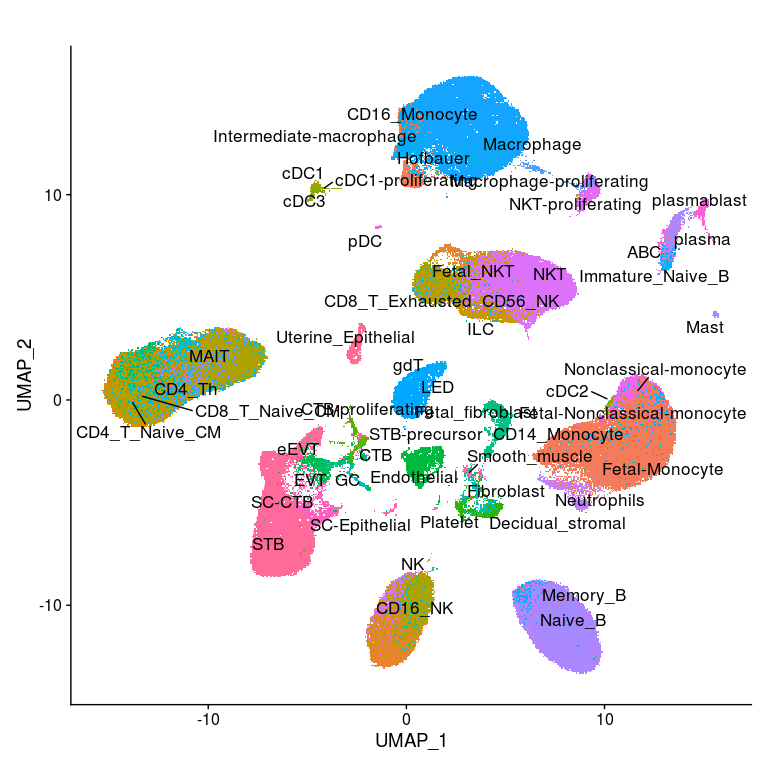 CD16_Monocyte
Intermediate-macrophage
Macrophage
Hofbauer
cDC1
cDC1-proliferating
Macrophage-proliferating
cDC3
NKT-proliferating
plasmablast
10
pDC
plasma
ABC
Fetal_NKT
NKT
Immature_Naive_B
CD8_T_Exhausted
CD56_NK
ILC
Mast
Uterine_Epithelial
MAIT
gdT
Nonclassical-monocyte
LED
cDC2
CD4_Th
0
CD8_T_Naive_CM
CTB-proliferating
Fetal_fibroblast
Fetal-Nonclassical-monocyte
CD4_T_Naive_CM
STB-precursor
CD14_Monocyte
eEVT
CTB
Smooth_muscle
Fetal-Monocyte
EVT
GC
Endothelial
SC-CTB
Fibroblast
Neutrophils
SC-Epithelial
Platelet
Decidual_stromal
STB
NK
Memory_B
-10
CD16_NK
Naive_B
-10
0
10
UMAP_1
UMAP_2